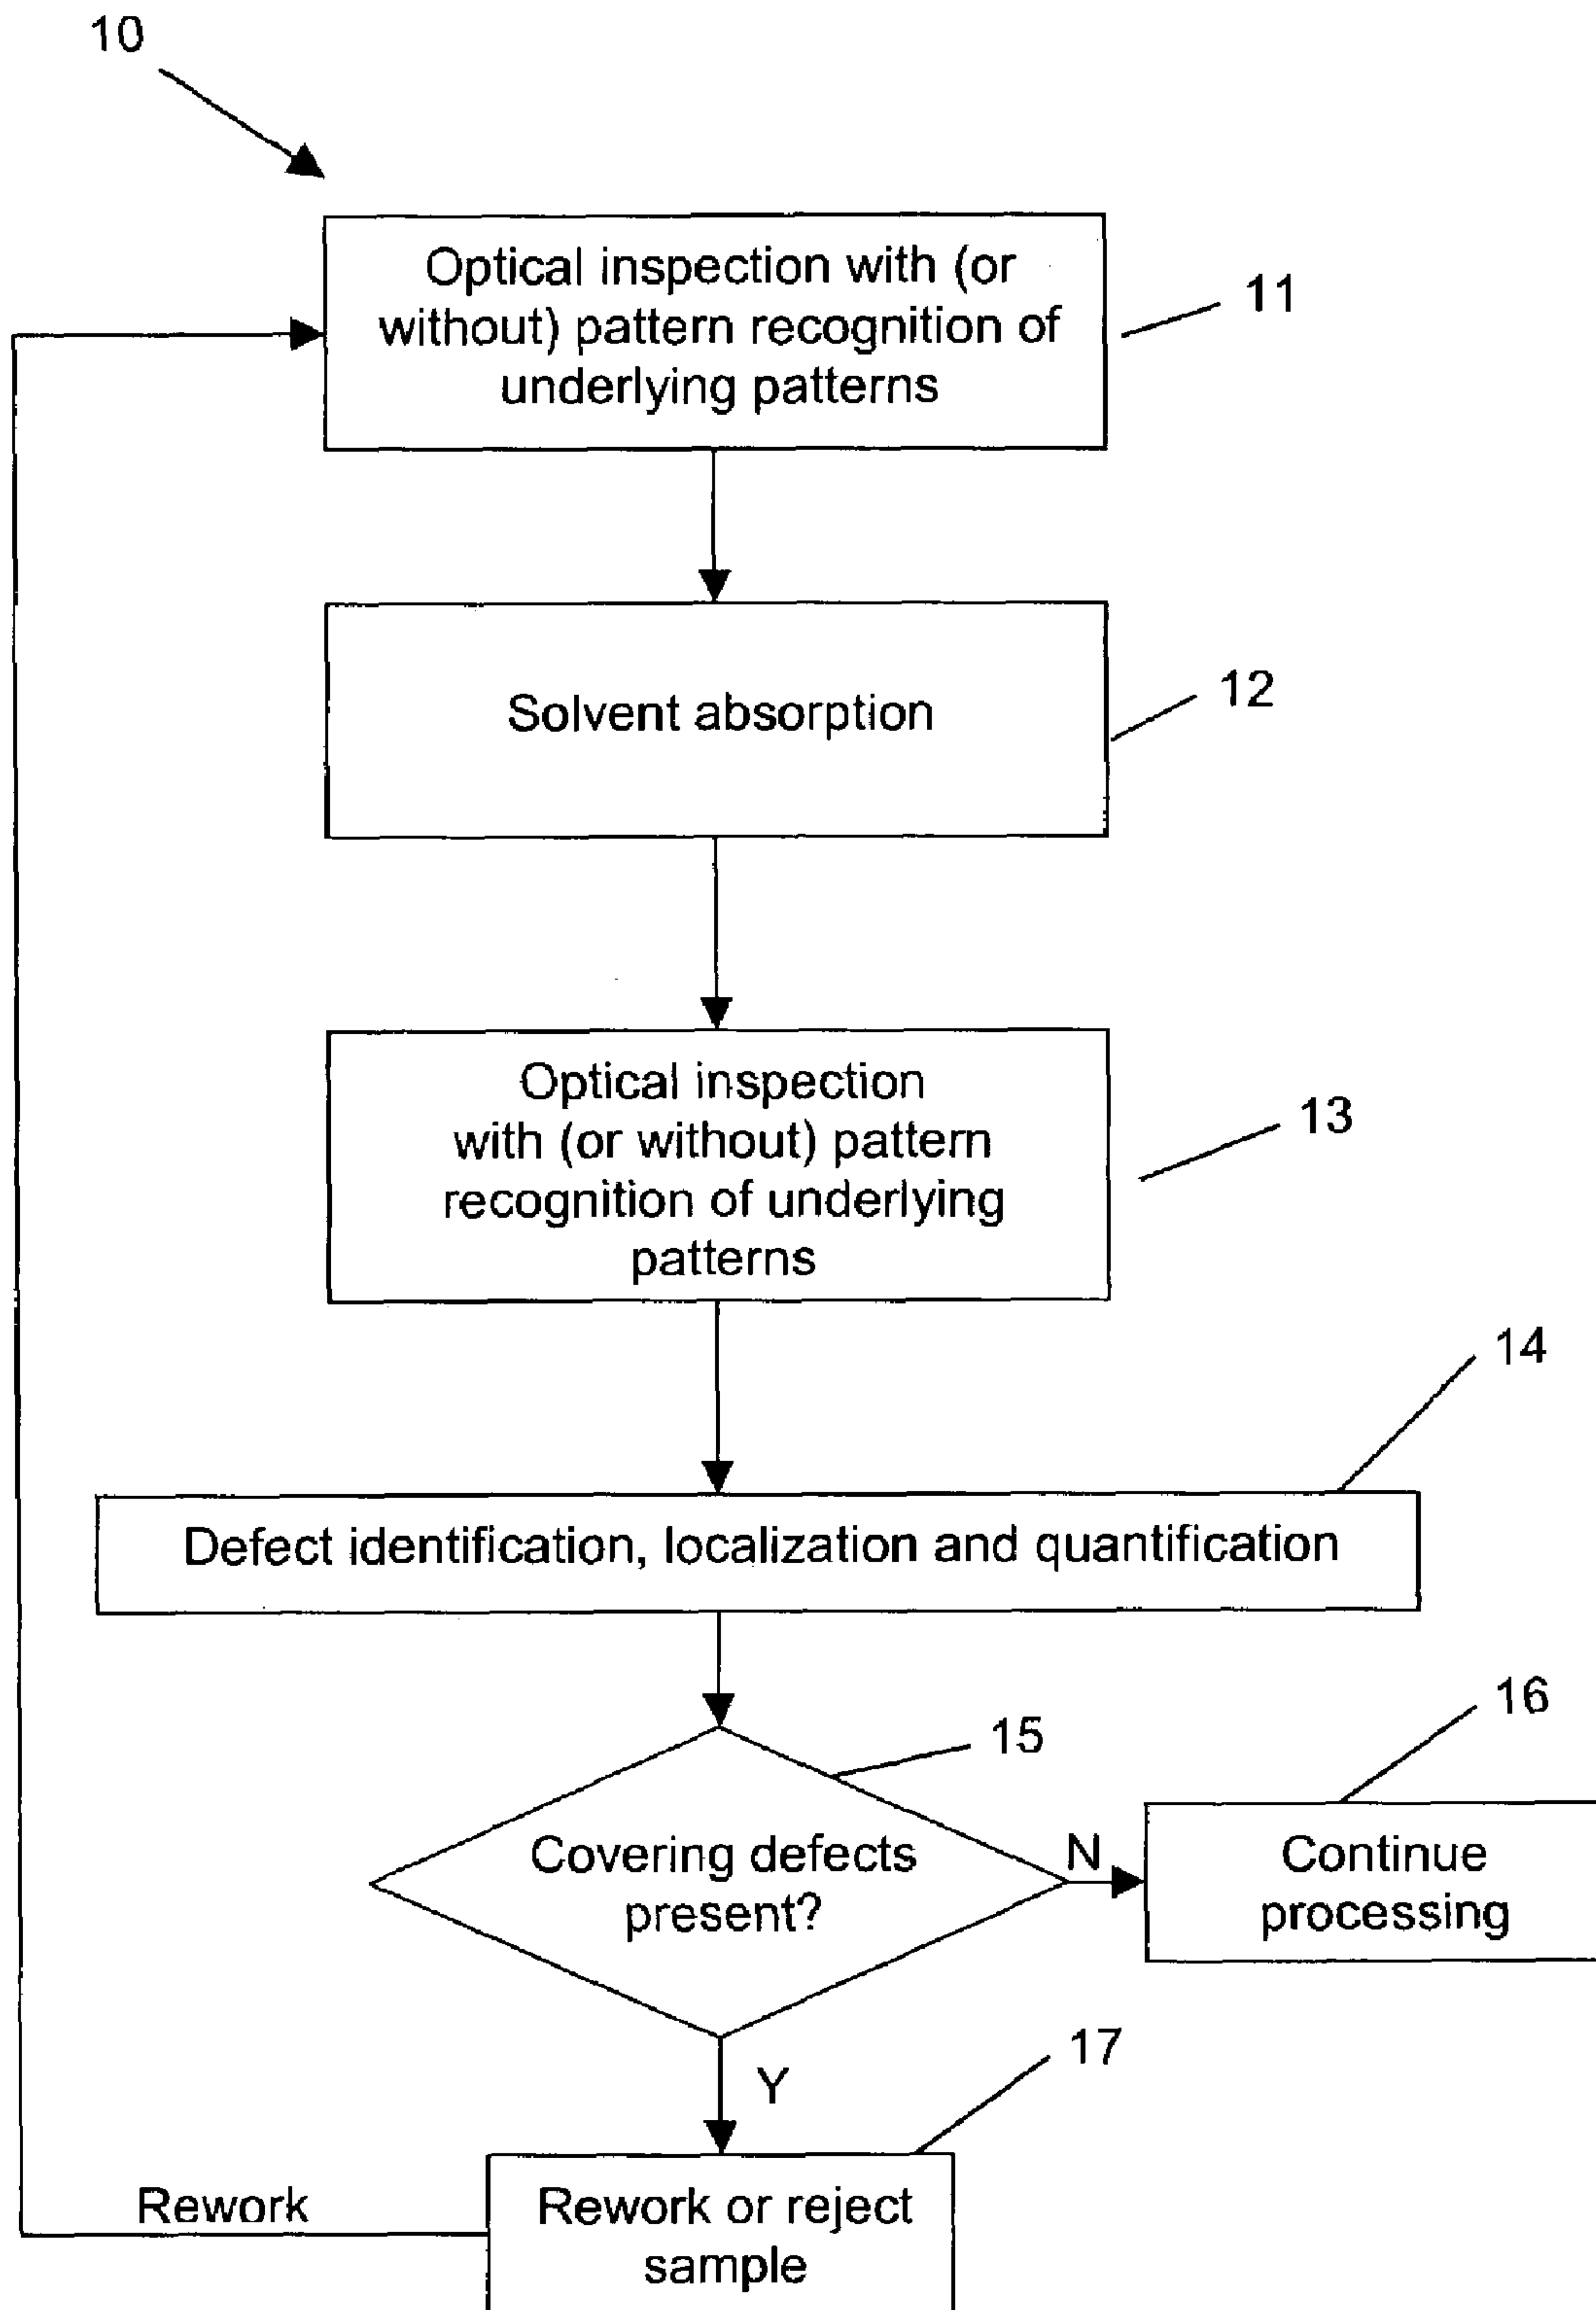 10
Optical inspection with (or
without) pattern recognition of
underlying patterns
11
Solvent absorption
12
Optical inspection
with (or without) pattern
recognition of underlying
patterns
13
14
Defect identification, localization and quantification
15
Covering defects
present?
N
16
Continue
processing
Y
17
Rework
Rework or reject
sample